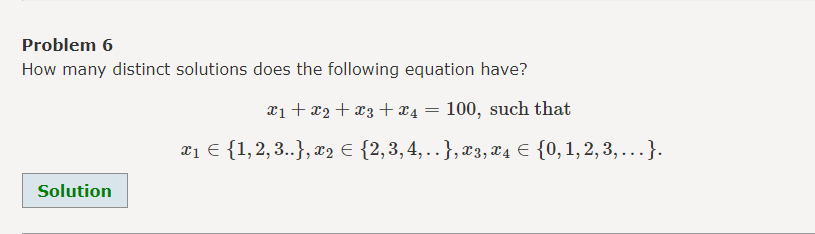 Problem 6
How many distinct solutions does the following equation have?
x₁ + x₂ + x₃ + x₄ = 100, such that
x₁ ∈ {1, 2, 3..}, x₂ ∈ {2, 3, 4, ..}, x₃, x₄ ∈ {0, 1, 2, 3, ...}.
Solution